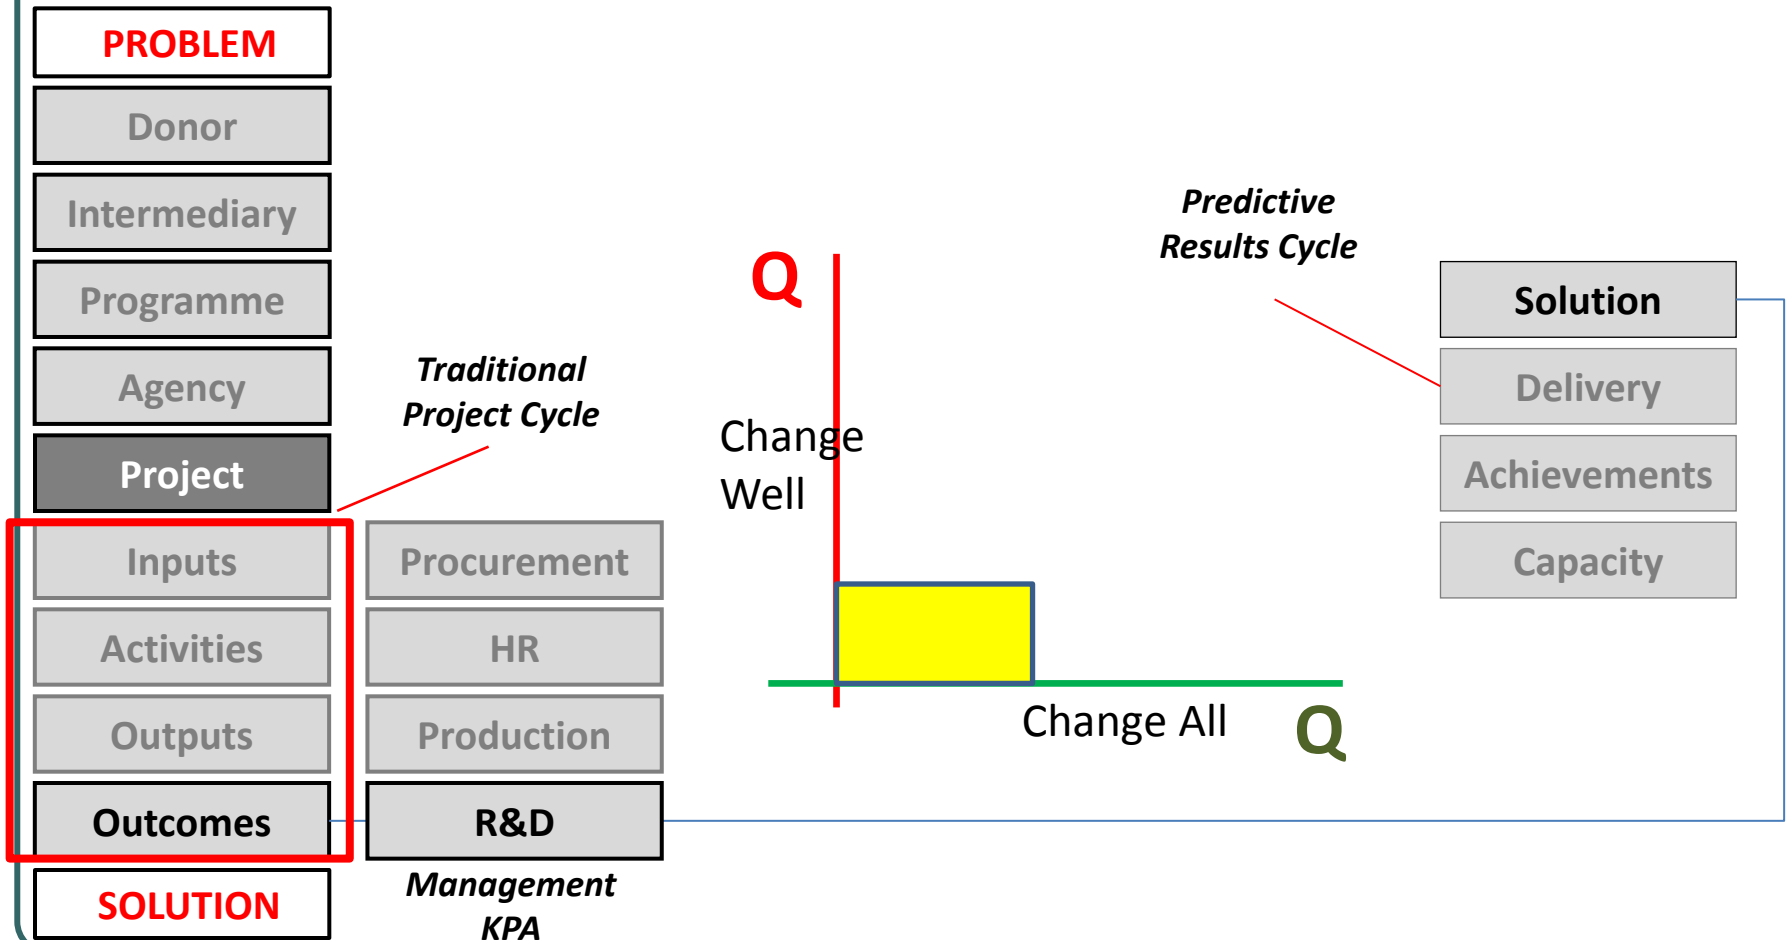 PROBLEM
Donor
Intermediary
Programme
Agency
Project
Inputs
Activities
Outputs
Outcomes
SOLUTION
Traditional
Project Cycle
Procurement
HR
Production
R&D
Management
KPA
Q
Change
Well
Change All
Q
Predictive
Results Cycle
Solution
Delivery
Achievements
Capacity